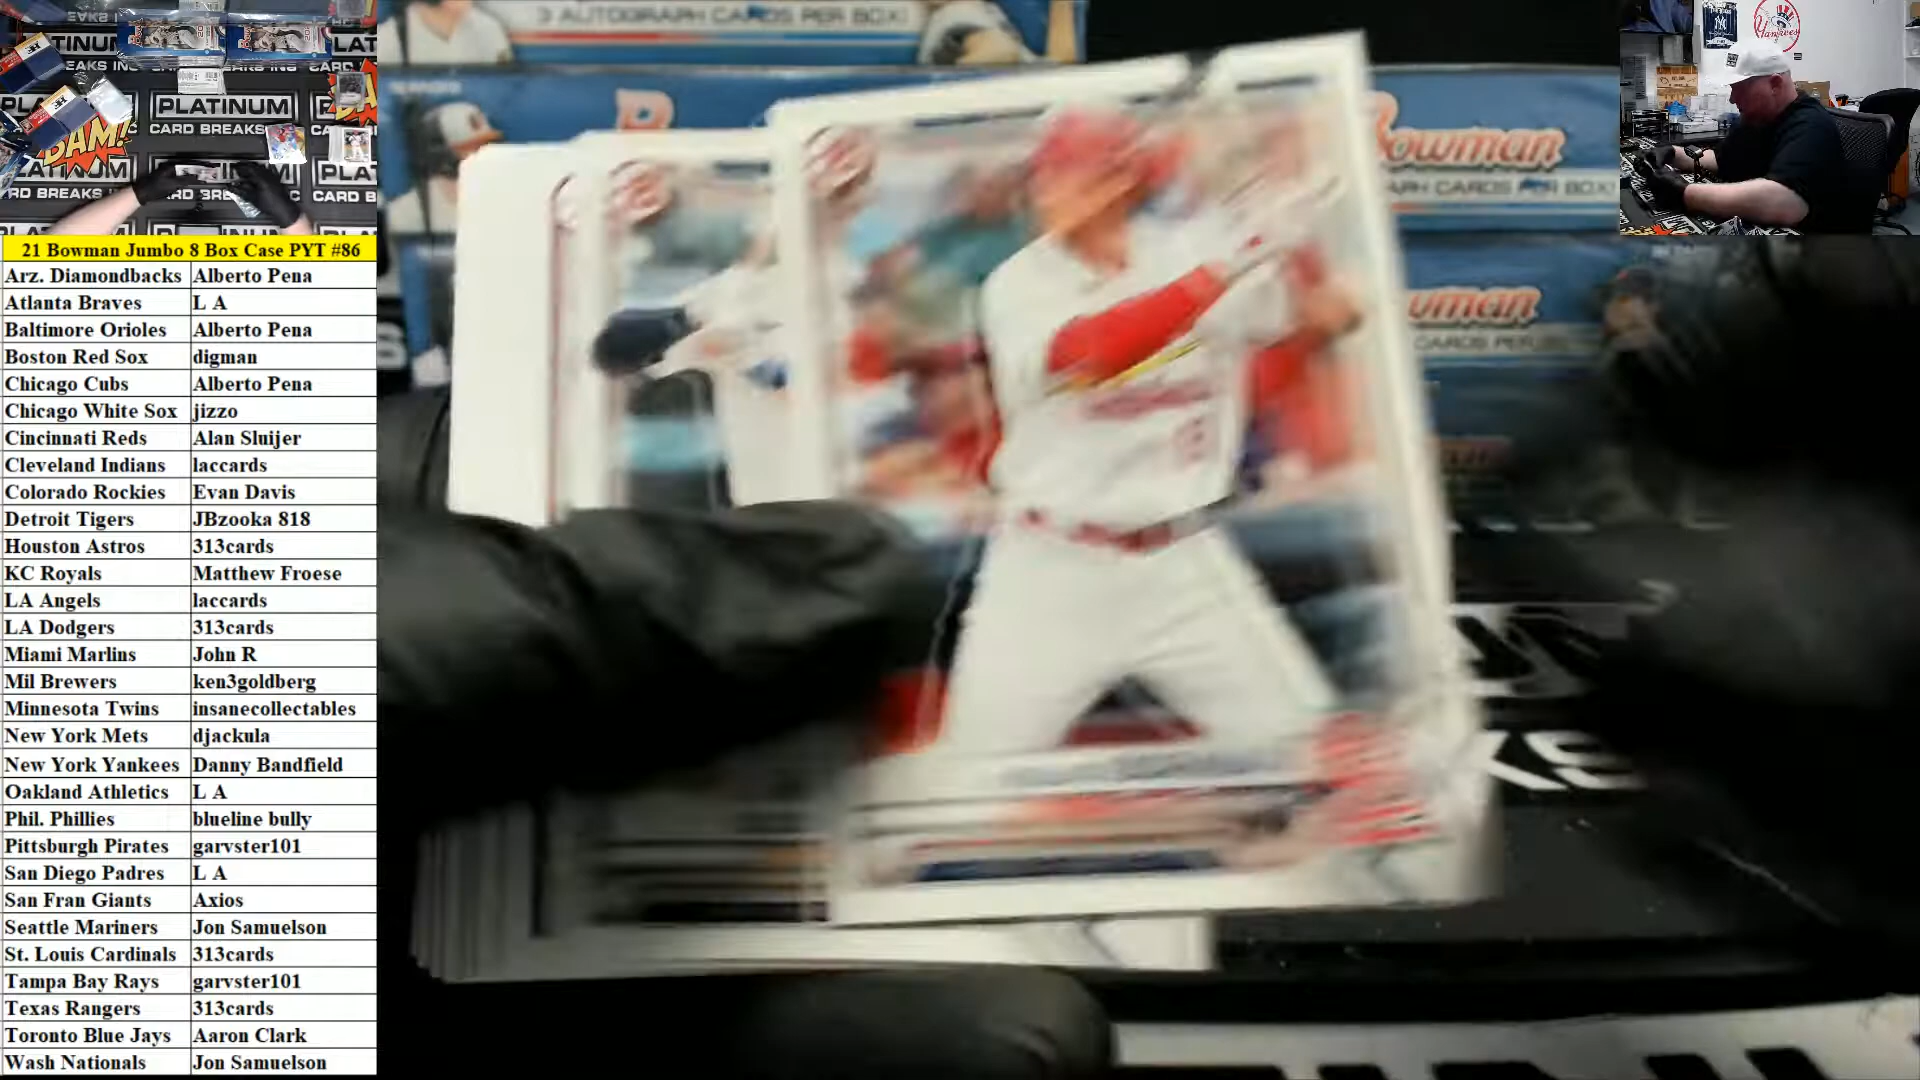 3 AUTOGRAPH CARDS PER BOX!
Bowman
PLATINUM
CARD BREAKS
BAM!
Yankees
21 Bowman Jumbo 8 Box Case PYT #86
Arz. Diamondbacks Alberto Pena
Atlanta Braves L A
Baltimore Orioles Alberto Pena
Boston Red Sox digman
Chicago Cubs Alberto Pena
Chicago White Sox jizzo
Cincinnati Reds Alan Sluijer
Cleveland Indians laccards
Colorado Rockies Evan Davis
Detroit Tigers JBzooka 818
Houston Astros 313cards
KC Royals Matthew Froese
LA Angels laccards
LA Dodgers 313cards
Miami Marlins John R
Mil Brewers ken3goldberg
Minnesota Twins insanecollectables
New York Mets djackula
New York Yankees Danny Bandfield
Oakland Athletics L A
Phil. Phillies blueline bully
Pittsburgh Pirates garvster101
San Diego Padres L A
San Fran Giants Axios
Seattle Mariners Jon Samuelson
St. Louis Cardinals 313cards
Tampa Bay Rays garvster101
Texas Rangers 313cards
Toronto Blue Jays Aaron Clark
Wash Nationals Jon Samuelson